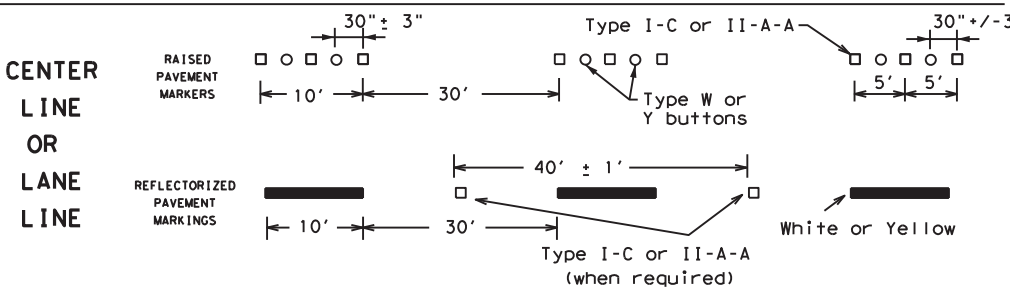 CENTER
LINE
OR
LANE
LINE
RAISED
PAVEMENT
MARKERS
30"± 3"
10'
30'
Type I-C or II-A-A
Type W or
Y buttons
30"+/-3
5'
5'
REFLECTORIZED
PAVEMENT
MARKINGS
10'
30'
40' ± 1'
Type I-C or II-A-A
(when required)
White or Yellow